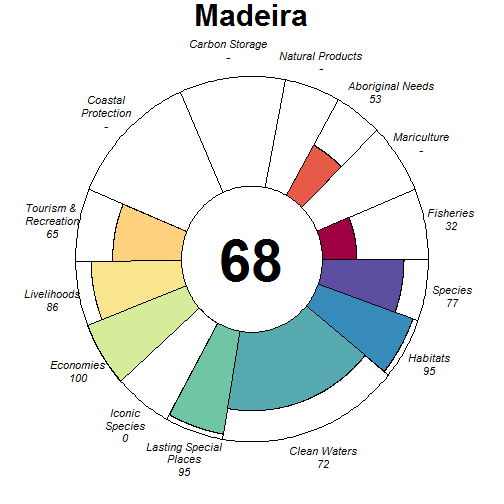 Madeira
Carbon Storage
-
Natural Products
-
Aboriginal Needs
53
Mariculture
-
Fisheries
32
Species
77
Habitats
95
Clean Waters
72
Lasting Special
Places
95
Iconic
Species
0
Economies
100
Livelihoods
86
Tourism &
Recreation
65
Coastal
Protection
-
68